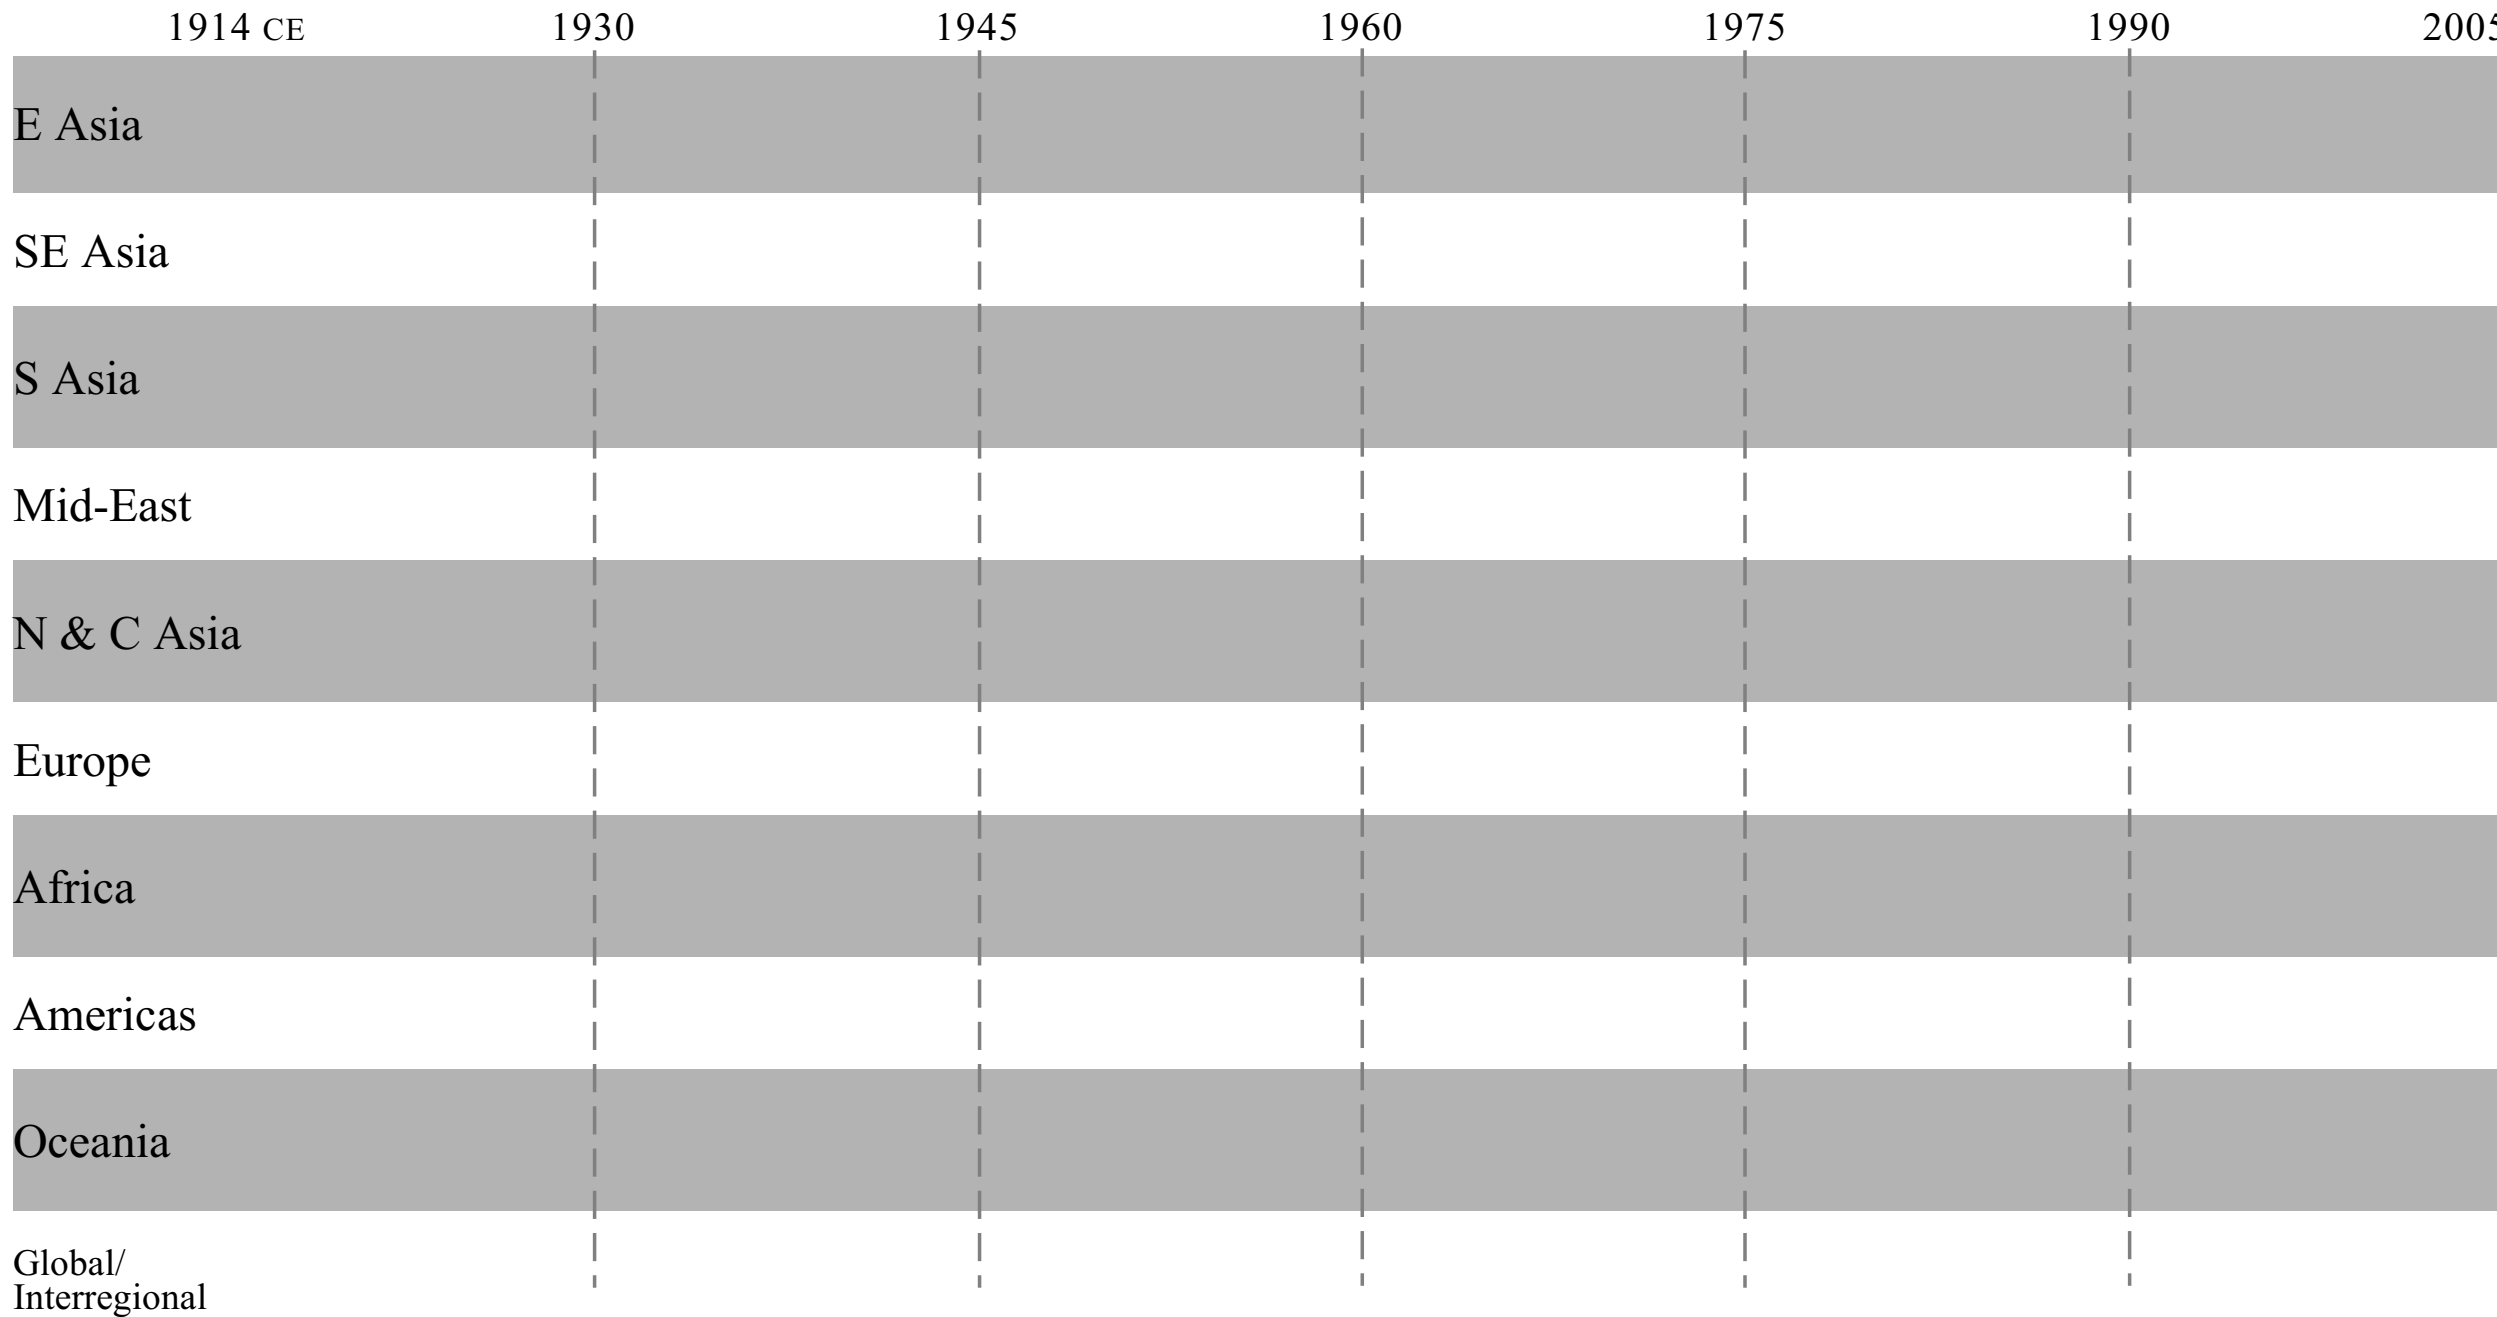 1914 CE 1930 1945 1960 1975 1990 2005
E Asia
SE Asia
S Asia
Mid-East
N & C Asia
Europe
Africa
Americas
Oceania
Global/
Interregional